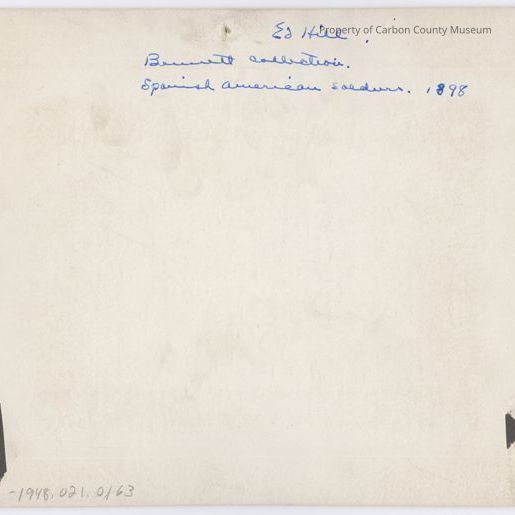 Ed Hill.
Property of Carbon County Museum
Bennett Collection.
Spanish American soldiers. 1898
-1948.021.0163